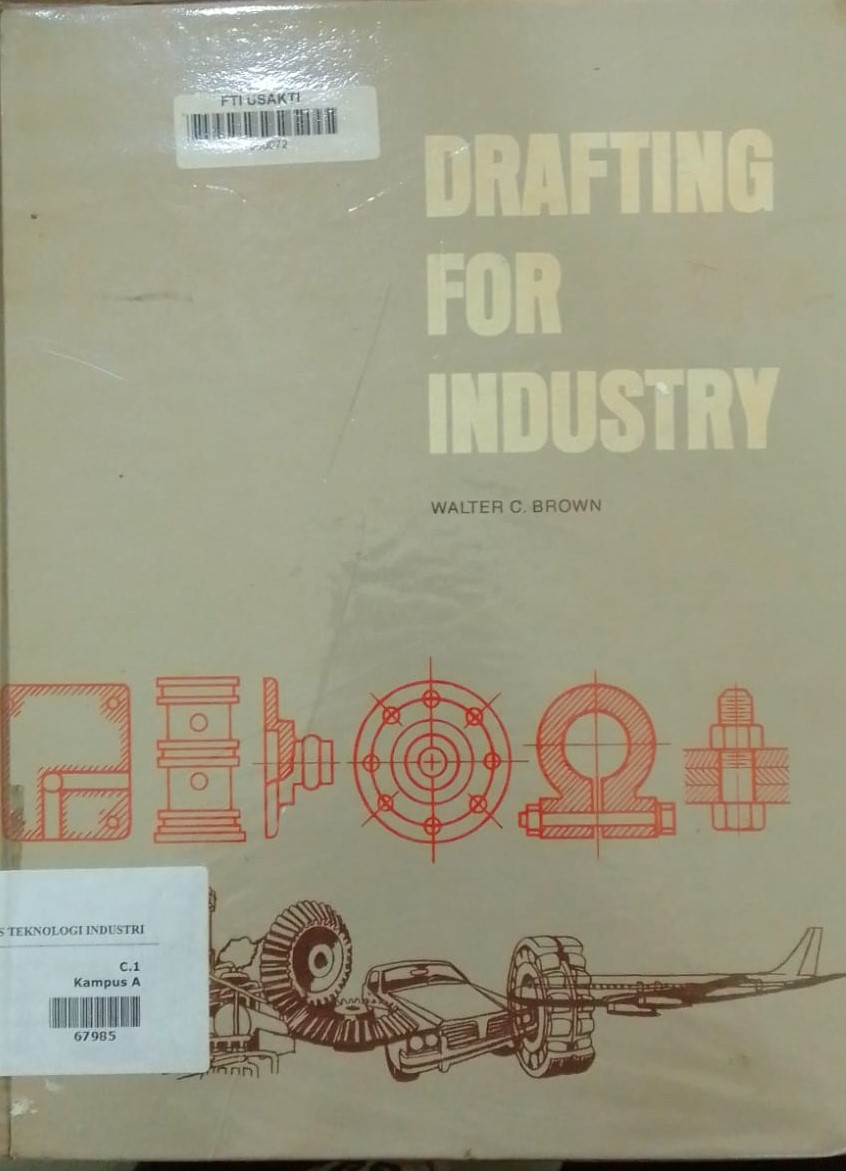 FTI USAKTI
DRAFTING
FOR
INDUSTRY
WALTER C. BROWN
S TEKNOLOGI INDUSTRI
C.1
Kampus A
67985